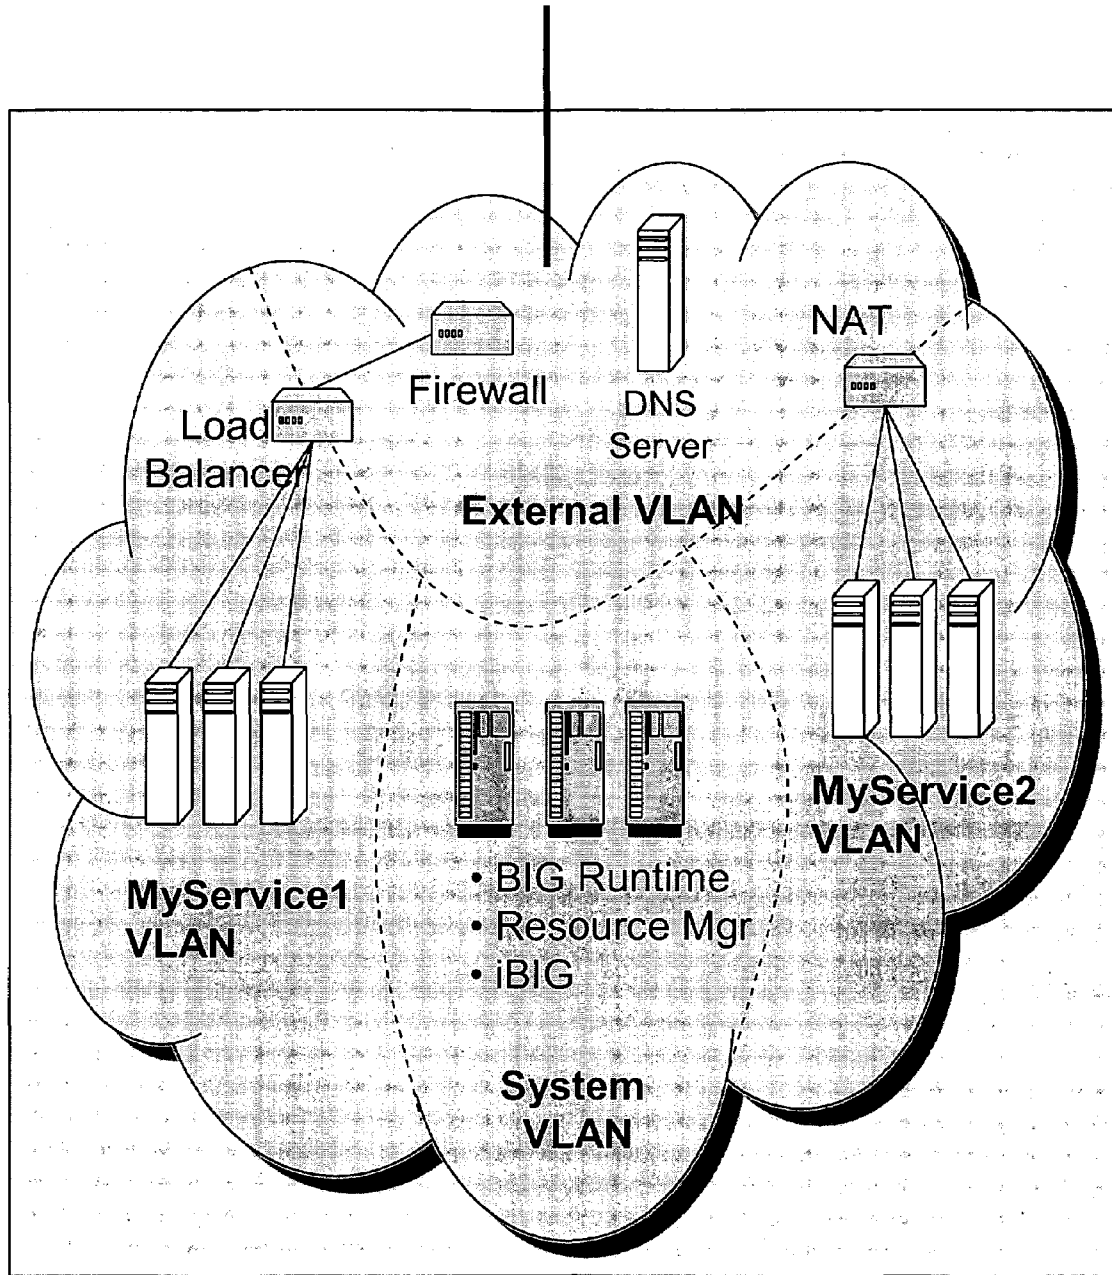 NAT
Firewall
DNS
Server
Load
Balancer
External VLAN
MyService2
VLAN
MyService1
VLAN
• BIG Runtime
• Resource Mgr
• iBIG
System
VLAN